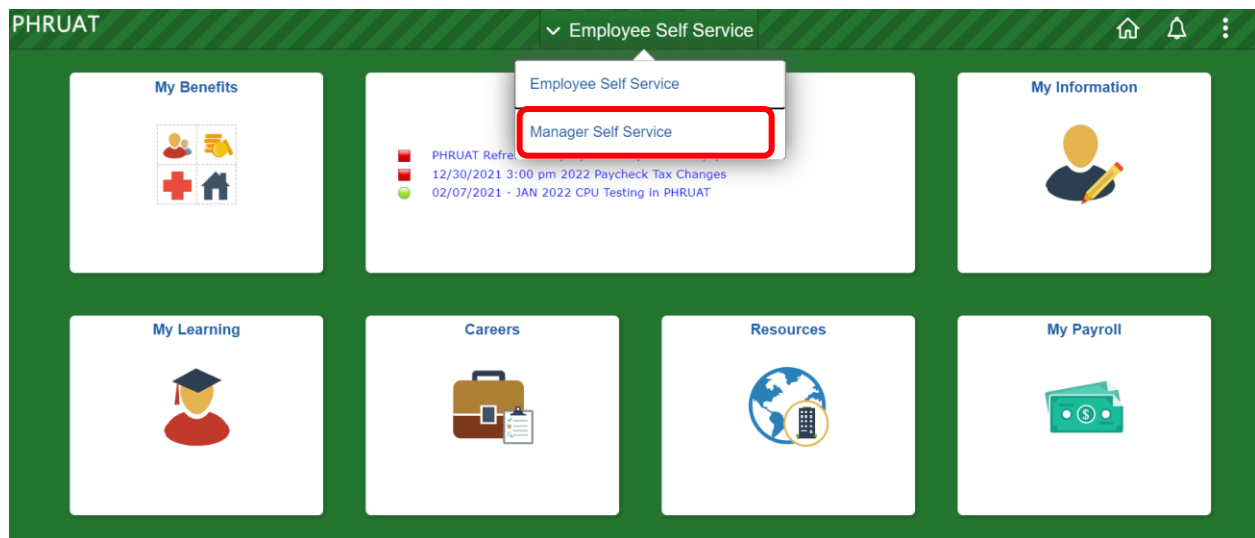 PHRUAT
Employee Self Service
Employee Self Service
Manager Self Service
My Benefits
PHRUAT
12/30/2021 3:00 pm 2022 Paycheck Tax Changes
02/07/2021 - JAN 2022 CPU Testing in PHRUAT
My Information
My Learning
Careers
Resources
My Payroll
$